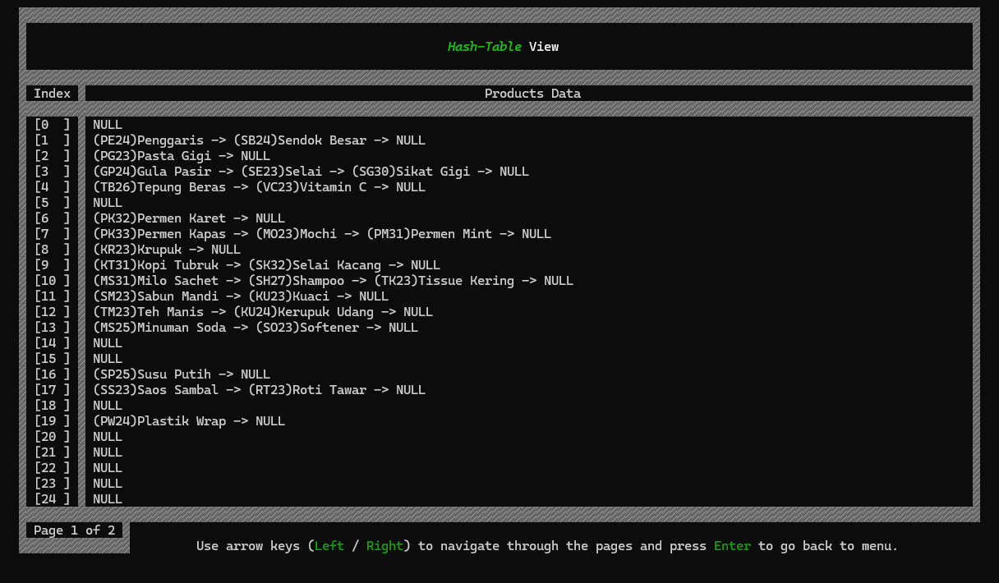 Hash-Table View
Index Products Data
[0  ] NULL
[1  ] (PE24)Penggaris -> (SB24)Sendok Besar -> NULL
[2  ] (PG23)Pasta Gigi -> NULL
[3  ] (GP24)Gula Pasir -> (SE23)Selai -> (SG30)Sikat Gigi -> NULL
[4  ] (TB26)Tepung Beras -> (VC23)Vitamin C -> NULL
[5  ] NULL
[6  ] (PK32)Permen Karet -> NULL
[7  ] (PK33)Permen Kapas -> (MO23)Mochi -> (PM31)Permen Mint -> NULL
[8  ] (KR23)Krupuk -> NULL
[9  ] (KT31)Kopi Tubruk -> (SK32)Selai Kacang -> NULL
[10 ] (MS31)Milo Sachet -> (SH27)Shampoo -> (TK23)Tissue Kering -> NULL
[11 ] (SM23)Sabun Mandi -> (KU23)Kuaci -> NULL
[12 ] (TM23)Teh Manis -> (KU24)Kerupuk Udang -> NULL
[13 ] (MS25)Minuman Soda -> (SO23)Softener -> NULL
[14 ] NULL
[15 ] NULL
[16 ] (SP25)Susu Putih -> NULL
[17 ] (SS23)Saos Sambal -> (RT23)Roti Tawar -> NULL
[18 ] NULL
[19 ] (PW24)Plastik Wrap -> NULL
[20 ] NULL
[21 ] NULL
[22 ] NULL
[23 ] NULL
[24 ] NULL
Page 1 of 2
Use arrow keys (Left / Right) to navigate through the pages and press Enter to go back to menu.